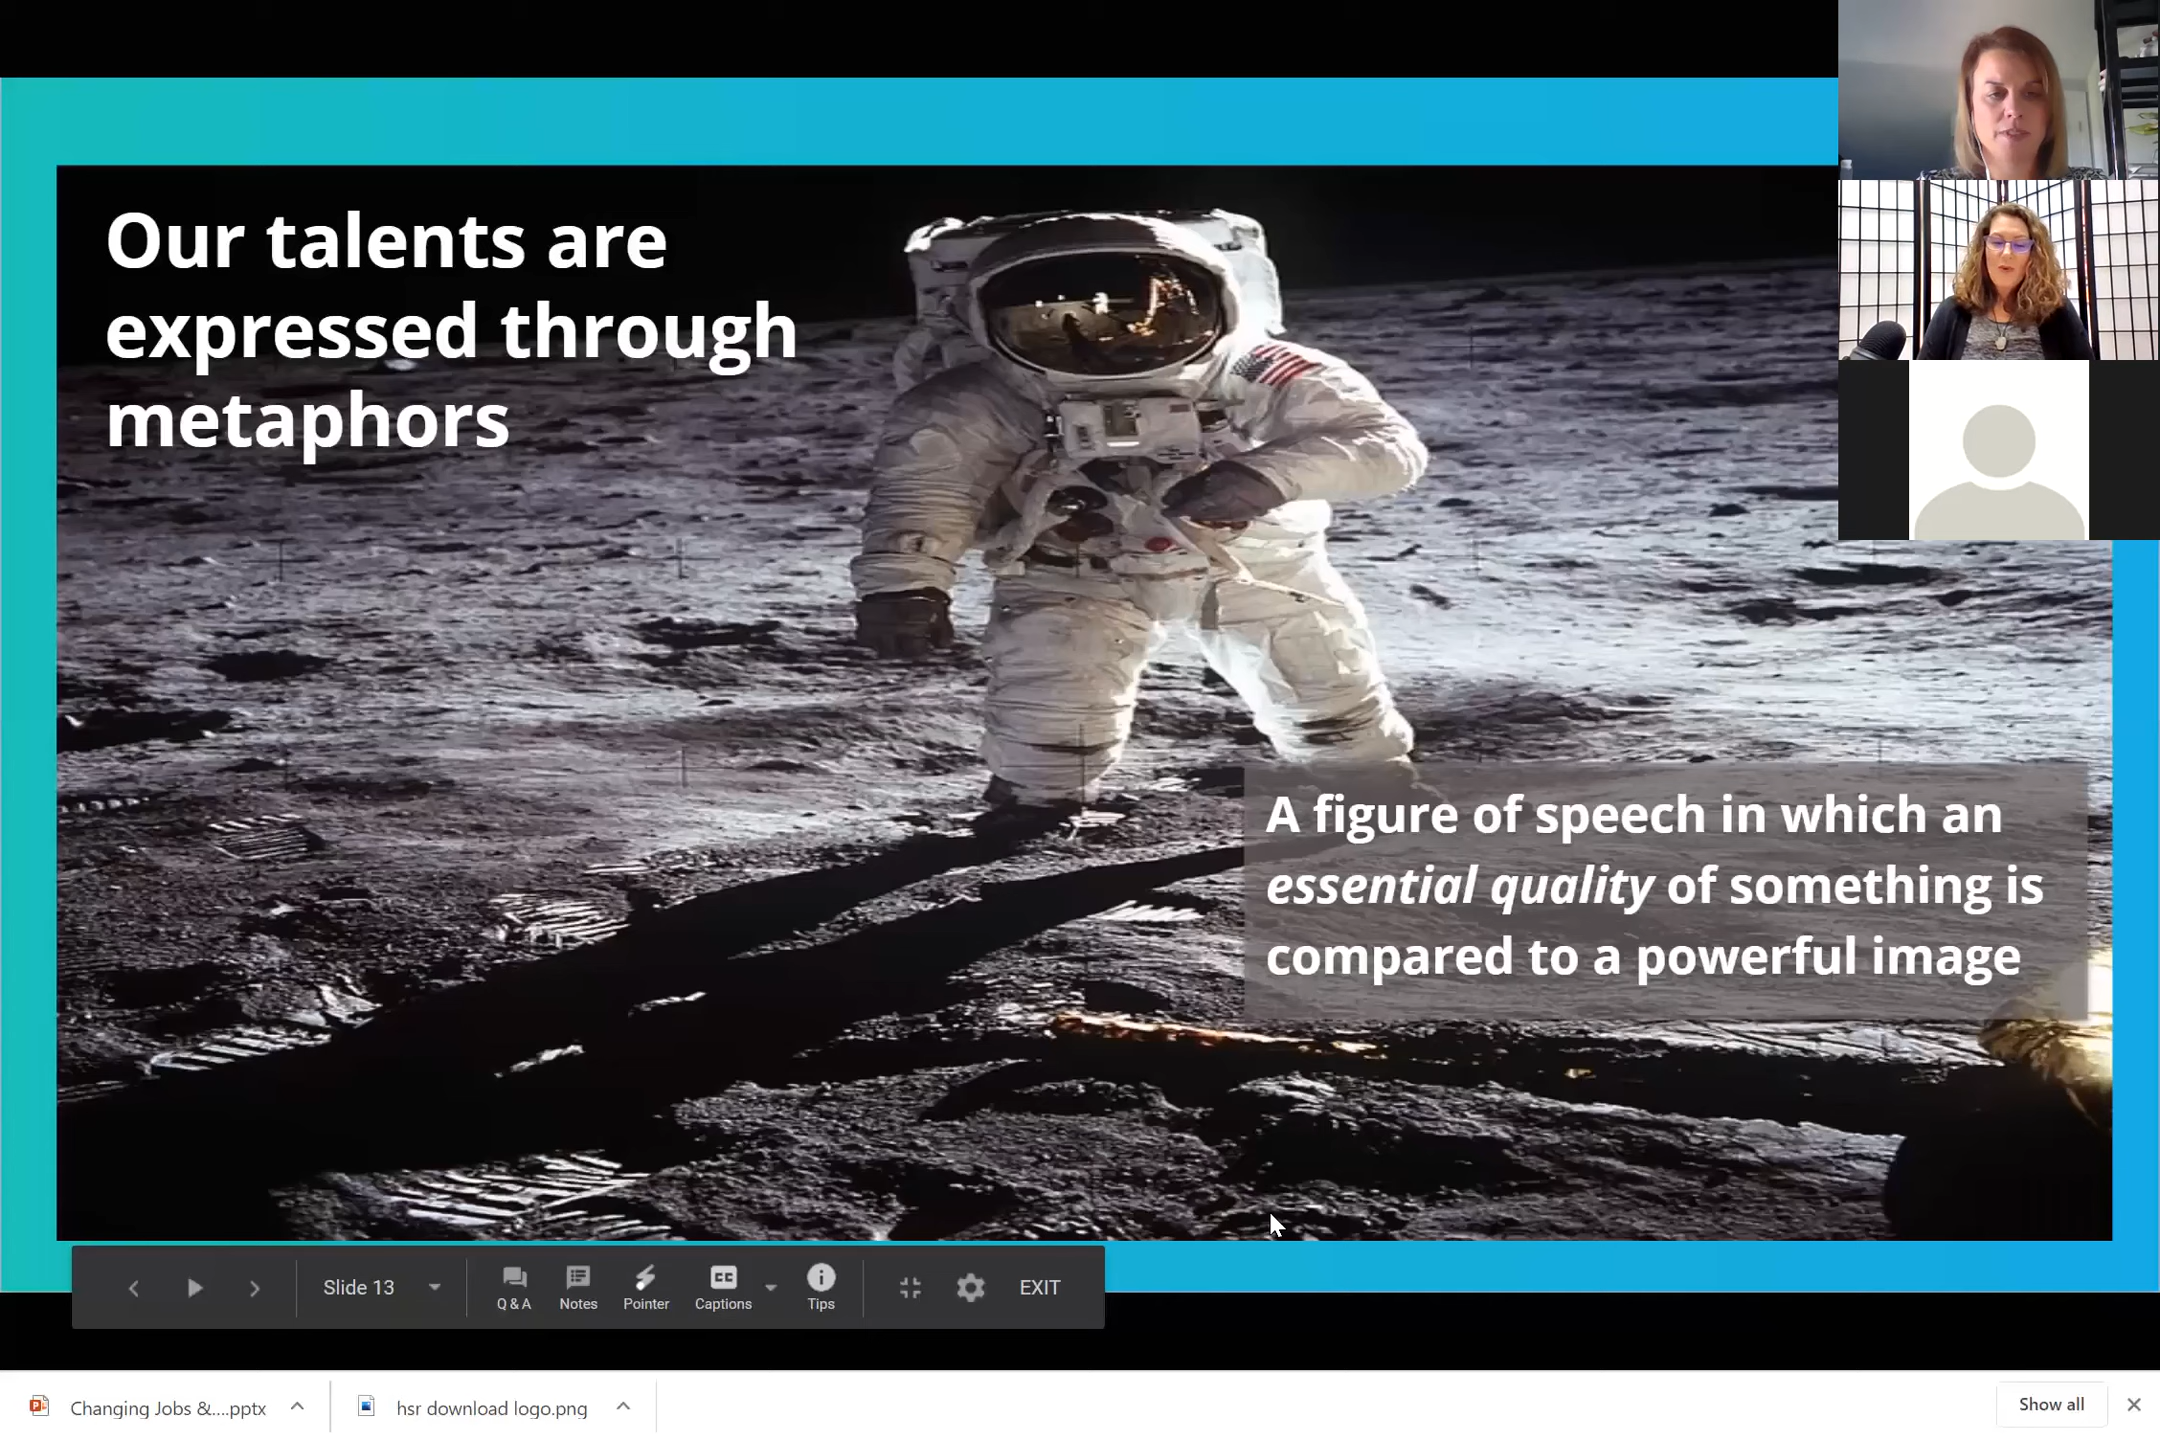 Our talents are
expressed through
metaphors
A figure of speech in which an
essential quality of something is
compared to a powerful image
Slide 13
Q & A
Notes
Pointer
CC
Captions
Tips
EXIT
Changing Jobs &....pptx
hsr download logo.png
Show all